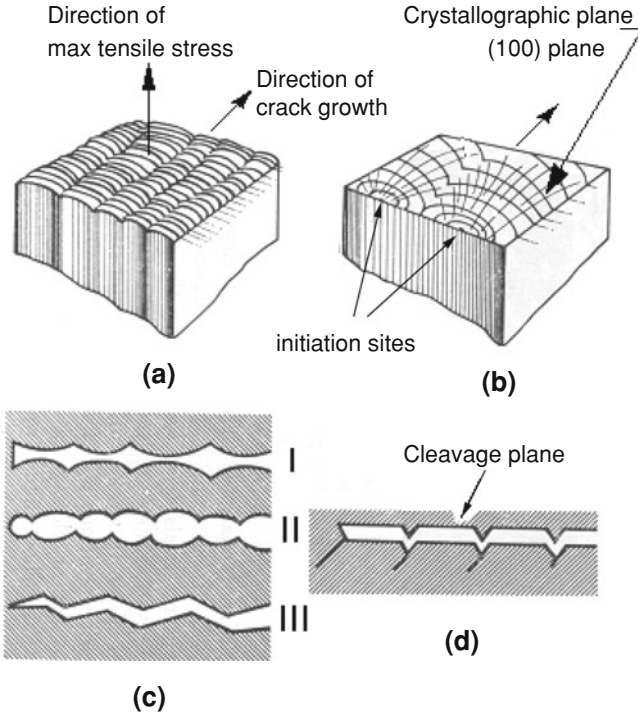 Direction of
max tensile stress
Direction of
crack growth
(a)
Crystallographic plane
(100) plane
initiation sites
(b)
I
II
III
(c)
Cleavage plane
(d)